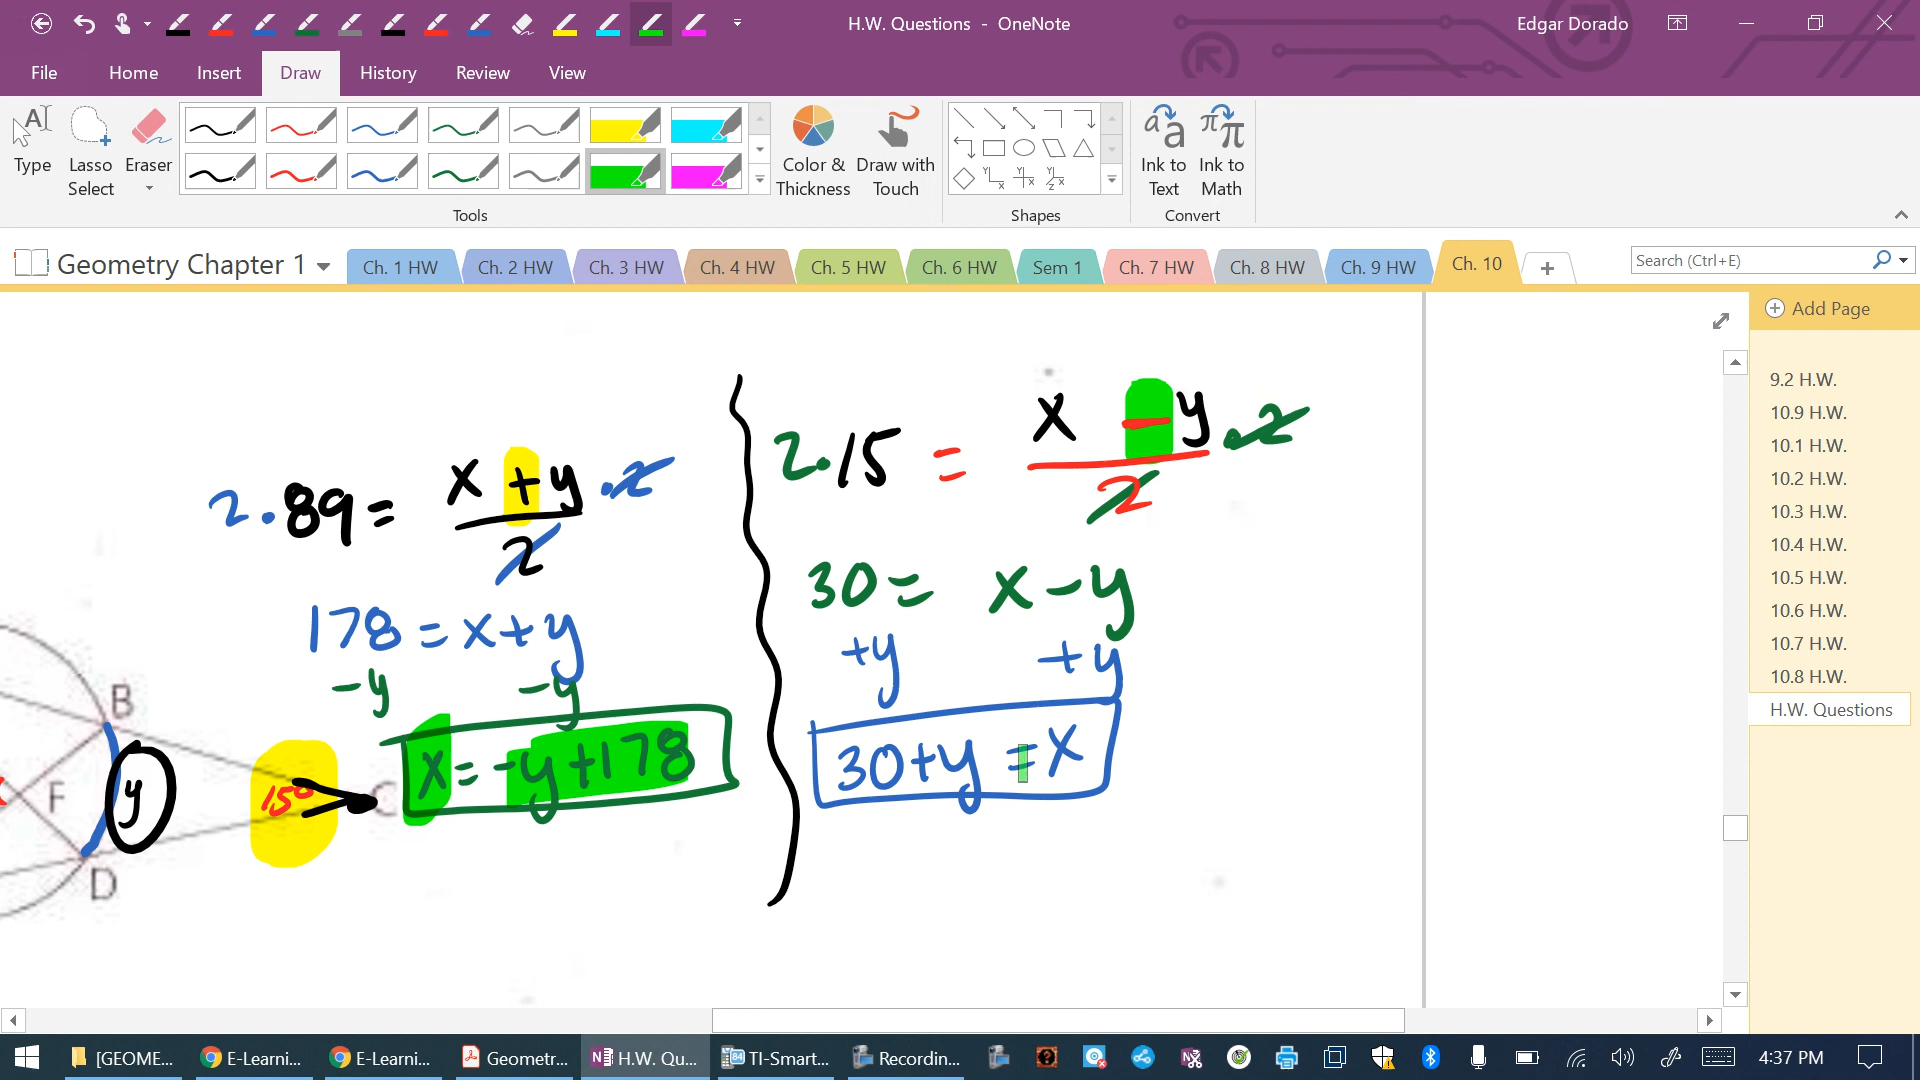 H.W. Questions - OneNote
Edgar Dorado
File Home Insert Draw History Review View
Type
Lasso Select
Eraser
Color & Thickness
Draw with Touch
Ink to Text
Ink to Math
Tools
Shapes
Convert
Geometry Chapter 1
Ch. 1 HW
Ch. 2 HW
Ch. 3 HW
Ch. 4 HW
Ch. 5 HW
Ch. 6 HW
Sem 1
Ch. 7 HW
Ch. 8 HW
Ch. 9 HW
Ch. 10
Search (Ctrl+E)
Add Page
9.2 H.W.
10.9 H.W.
10.1 H.W.
10.2 H.W.
10.3 H.W.
10.4 H.W.
10.5 H.W.
10.6 H.W.
10.7 H.W.
10.8 H.W.
H.W. Questions
2·89 = x+y ·2
2
178 = x+y
-y -y
x = -y+178
2·15 = x - y ·2
2
30 = x-y
+y +y
30+y = x
B
F
y
15°
C
D
[GEOME...
E-Learni...
E-Learni...
Geometr...
H.W. Qu...
TI-Smart...
Recordin...
4:37 PM